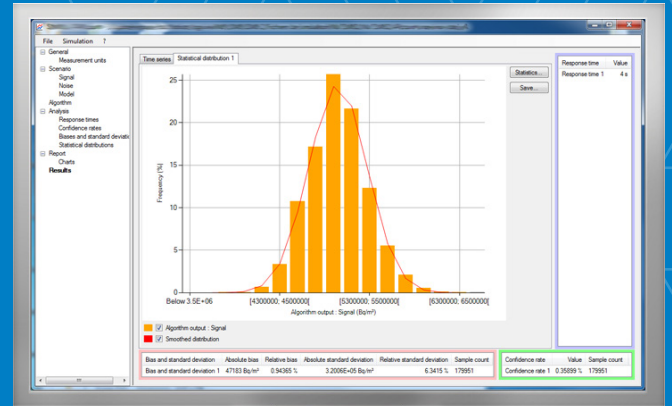 File Simulation ?
General
Measurement units
Scenario
Signal
Noise
Model
Algorithm
Analysis
Response times
Confidence rates
Biases and standard deviatio
Statistical distributions
Report
Charts
Results
Time series Statistical distribution 1
Statistics...
Save...
Frequency (%)
25
20
15
10
5
0
Below 3.5E+06 [4300000; 4500000[ [5300000; 5500000[ [6300000; 6500000[
Algorithm output : Signal (Bq/m³)
Algorithm output : Signal
Smoothed distribution
Response time Value
Response time 1 4 s
Bias and standard deviation Absolute bias Relative bias Absolute standard deviation Relative standard deviation Sample count
Bias and standard deviation 1 47183 Bq/m³ 0.94365 % 3.2006E+05 Bq/m³ 6.3415 % 179951
Confidence rate Value Sample count
Confidence rate 1 0.35899 % 179951